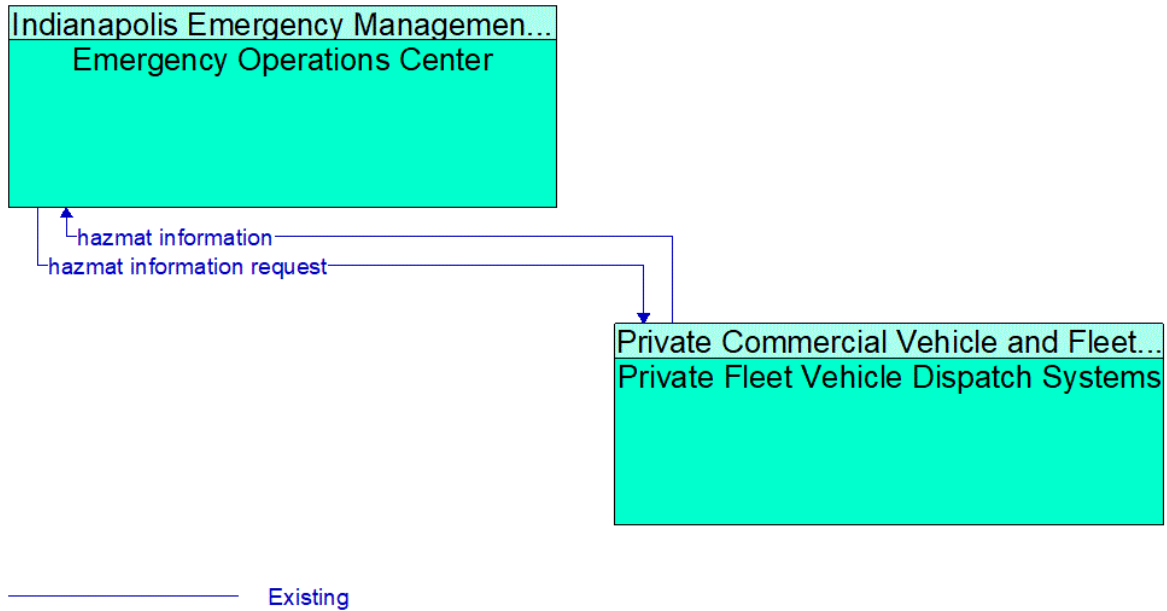 Indianapolis Emergency Managemen...
Emergency Operations Center
hazmat information
hazmat information request
Private Commercial Vehicle and Fleet...
Private Fleet Vehicle Dispatch Systems
Existing